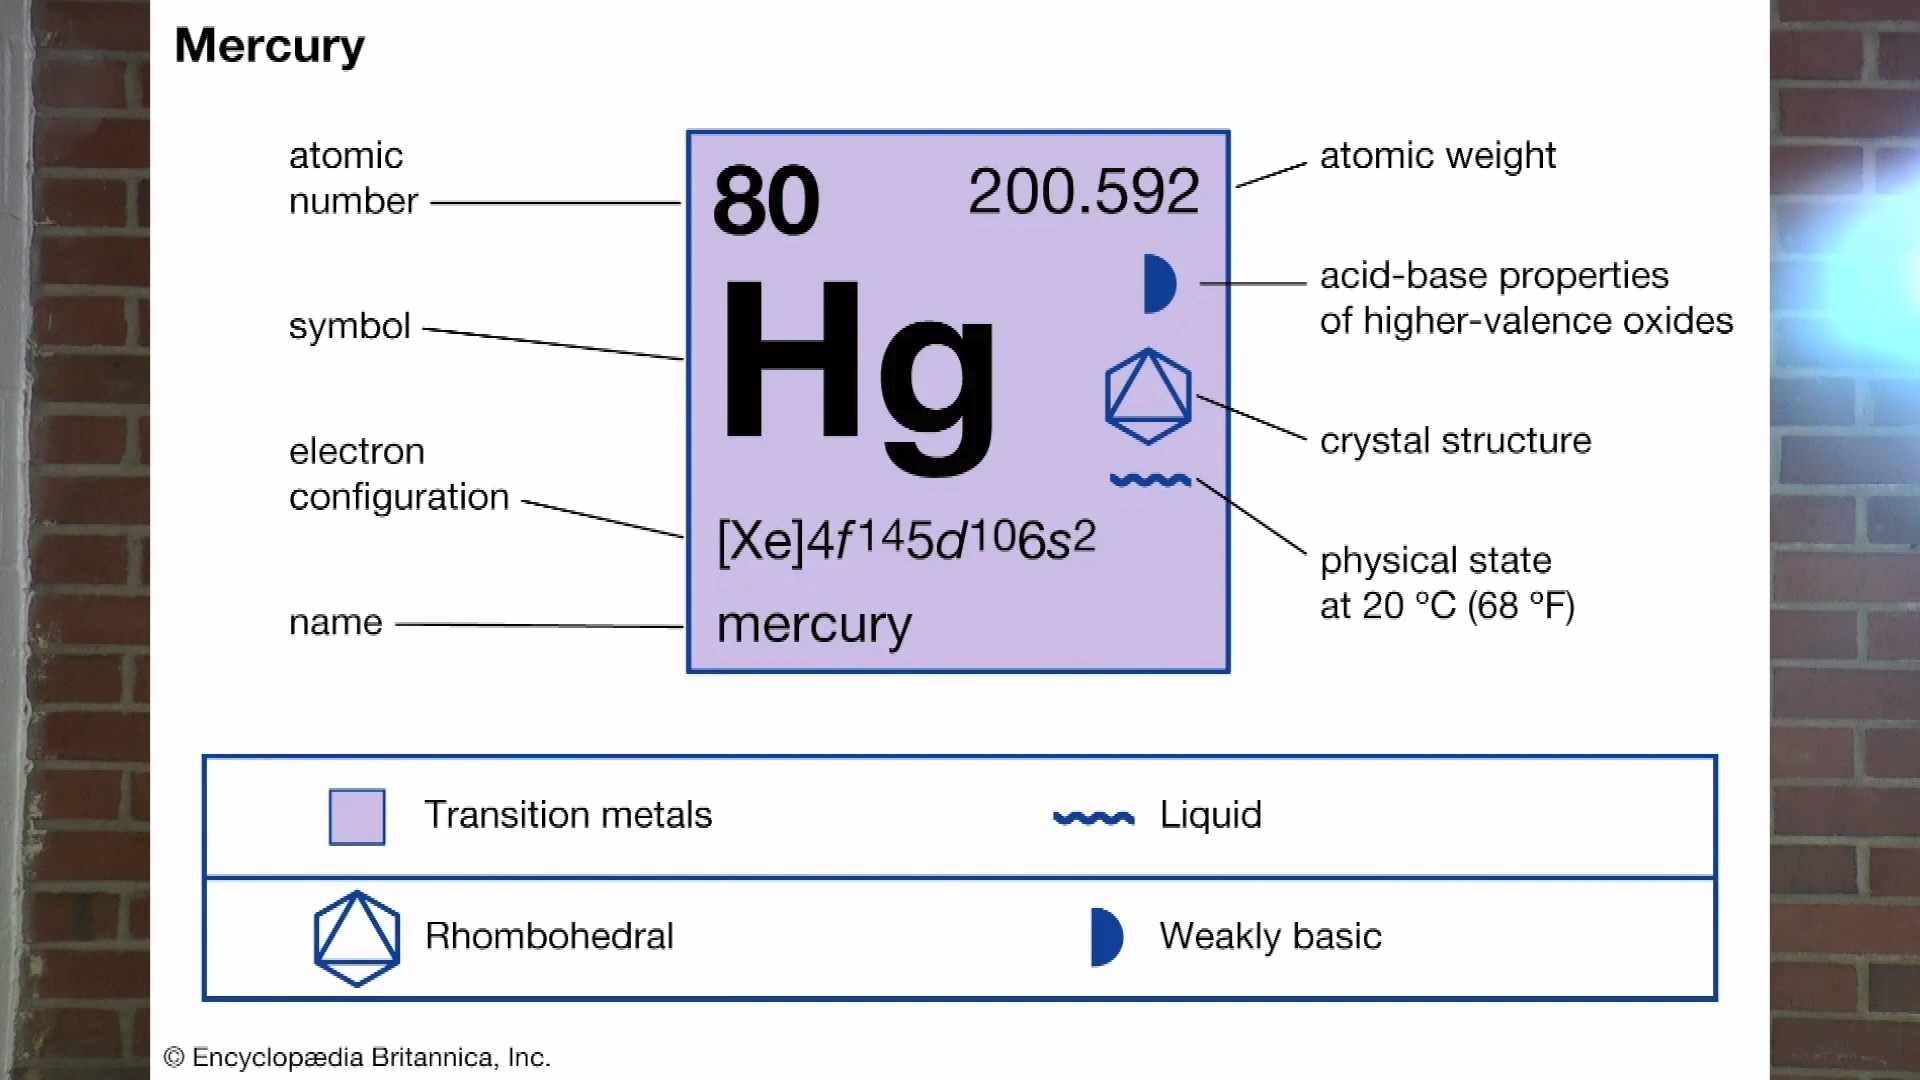 Mercury
atomic
number
80
200.592
atomic weight
symbol
Hg
acid-base properties
of higher-valence oxides
crystal structure
electron
configuration
[Xe]4f¹⁴5d¹⁰6s²
physical state
at 20 ºC (68 ºF)
name
mercury
Transition metals
Liquid
Rhombohedral
Weakly basic
© Encyclopædia Britannica, Inc.